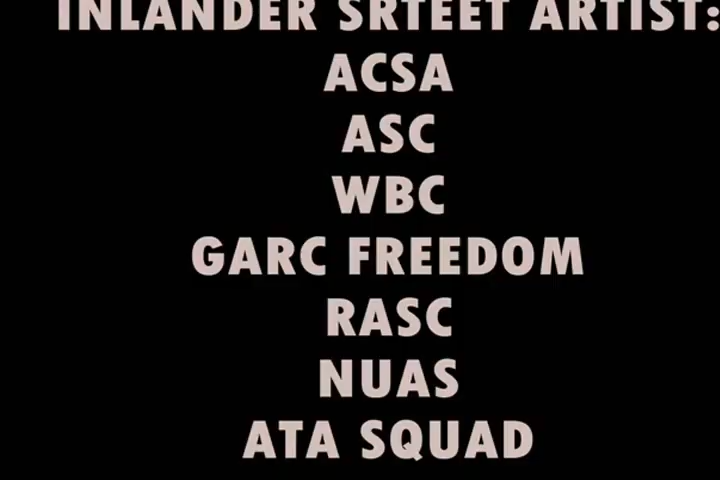 INLANDER SRTEET ARTIST:
ACSA
ASC
WBC
GARC FREEDOM
RASC
NUAS
ATA SQUAD